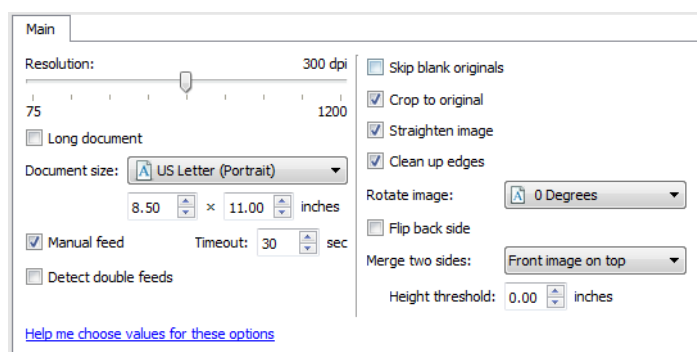 Main
Resolution: 300 dpi
75 1200
Long document
Document size: US Letter (Portrait)
8.50 × 11.00 inches
Manual feed Timeout: 30 sec
Detect double feeds
Help me choose values for these options
Skip blank originals
Crop to original
Straighten image
Clean up edges
Rotate image: 0 Degrees
Flip back side
Merge two sides: Front image on top
Height threshold: 0.00 inches